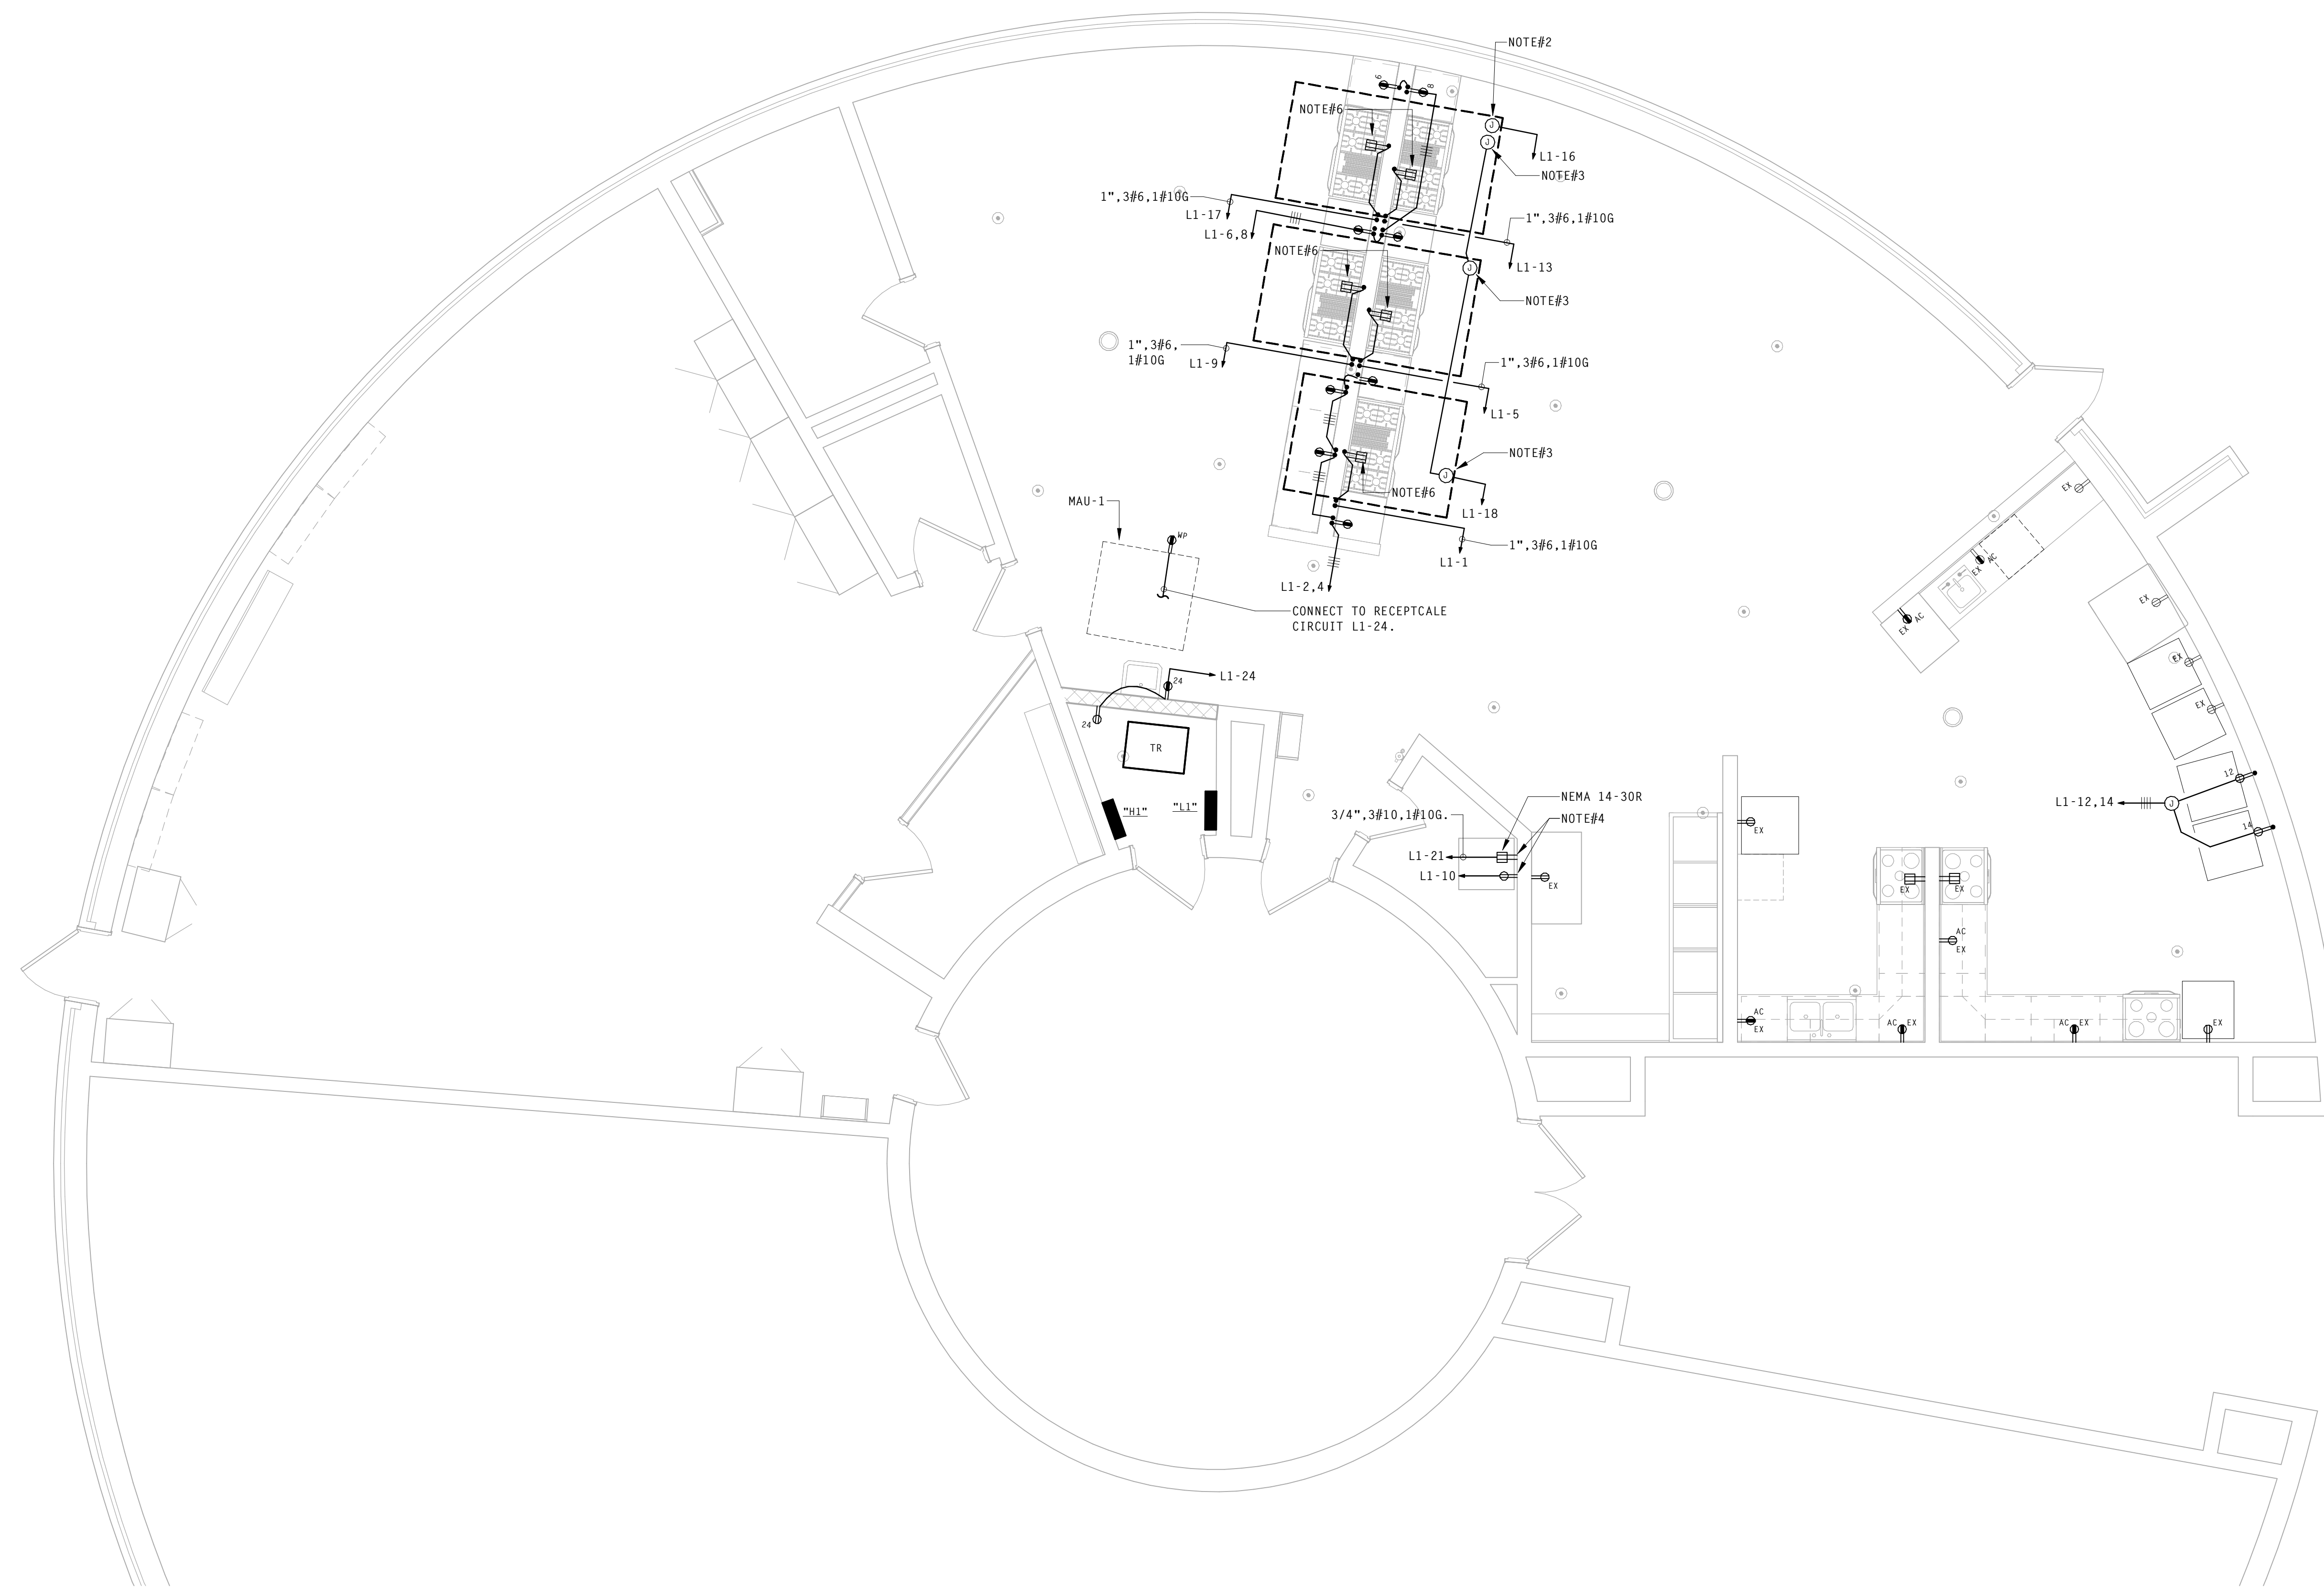 NOTE#2
6
8
NOTE#6
J
J
L1-16
NOTE#3
1",3#6,1#10G
L1-17
L1-6,8
1",3#6,1#10G
NOTE#6
L1-13
J
NOTE#3
1",3#6,
1#10G
L1-9
1",3#6,1#10G
L1-5
NOTE#3
J
NOTE#6
L1-18
MAU-1
WP
1",3#6,1#10G
L1-1
L1-2,4
CONNECT TO RECEPTCALE
CIRCUIT L1-24.
EX
AC
EX
AC
EX
EX
EX
EX
L1-24
24
24
TR
"H1"
"L1"
12
L1-12,14
J
14
NEMA 14-30R
3/4",3#10,1#10G.
NOTE#4
L1-21
L1-10
EX
EX
EX
EX
AC
EX
AC
EX
AC
EX
AC
EX
EX